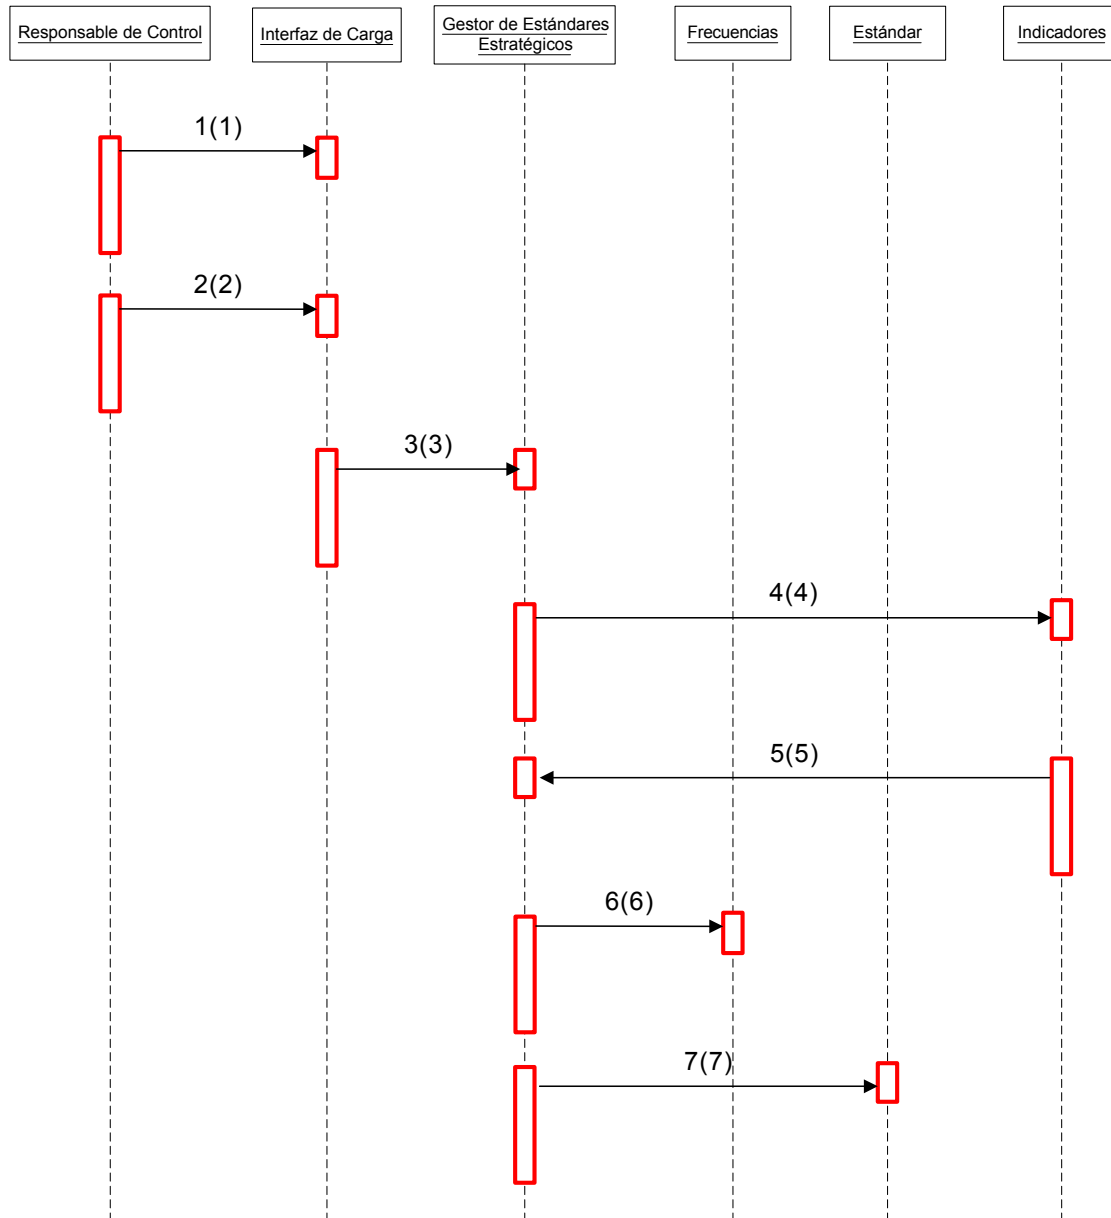 Responsable de Control
Interfaz de Carga
Gestor de Estándares
Estratégicos
Frecuencias
Estándar
Indicadores
1(1)
2(2)
3(3)
4(4)
5(5)
6(6)
7(7)